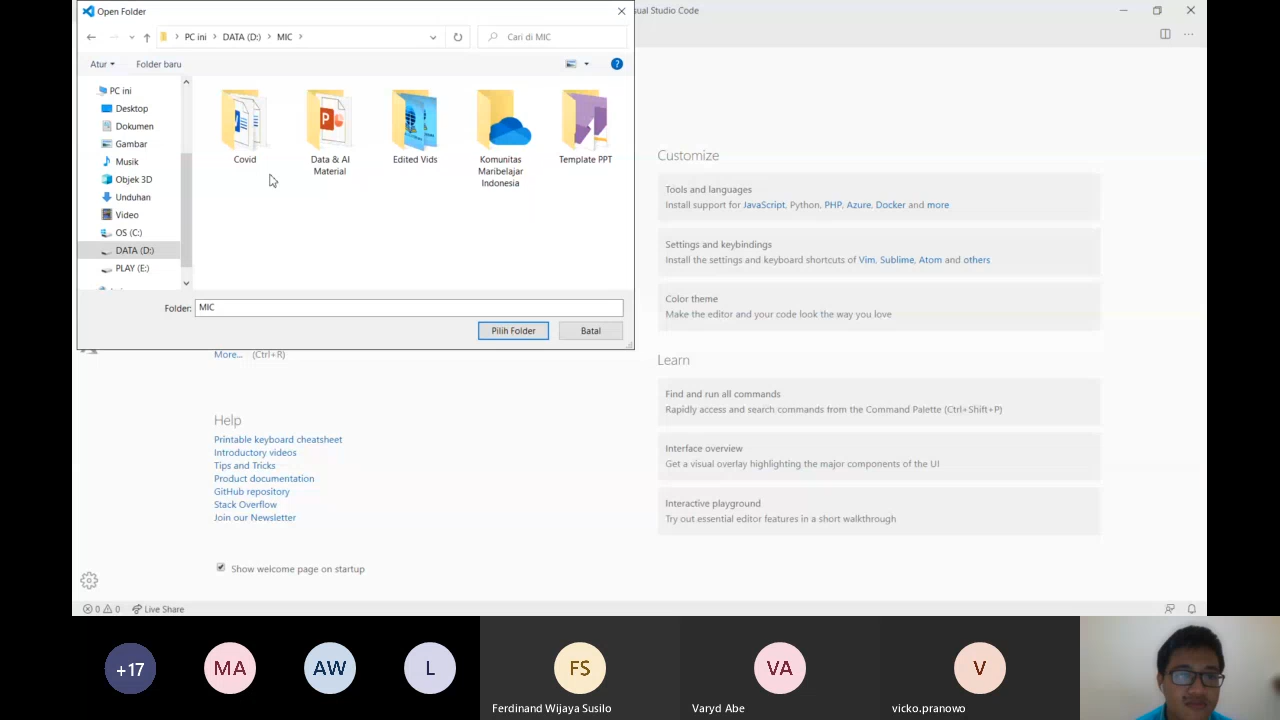 Open Folder
sual Studio Code
PC ini
DATA (D:)
MIC
Cari di MIC
Atur
Folder baru
PC ini
Desktop
Dokumen
Gambar
Musik
Objek 3D
Unduhan
Video
OS (C:)
DATA (D:)
PLAY (E:)
Covid
Data & AI
Material
Edited Vids
Komunitas
Maribelajar
Indonesia
Template PPT
Folder:
MIC
Pilih Folder
Batal
More... (Ctrl+R)
Help
Printable keyboard cheatsheet
Introductory videos
Tips and Tricks
Product documentation
GitHub repository
Stack Overflow
Join our Newsletter
Show welcome page on startup
Customize
Tools and languages
Install support for JavaScript, Python, PHP, Azure, Docker and more
Settings and keybindings
Install the settings and keyboard shortcuts of Vim, Sublime, Atom and others
Color theme
Make the editor and your code look the way you love
Learn
Find and run all commands
Rapidly access and search commands from the Command Palette (Ctrl+Shift+P)
Interface overview
Get a visual overlay highlighting the major components of the UI
Interactive playground
Try out essential editor features in a short walkthrough
0 0 Live Share
+17
MA
AW
L
FS
VA
V
Ferdinand Wijaya Susilo
Varyd Abe
vicko.pranowo